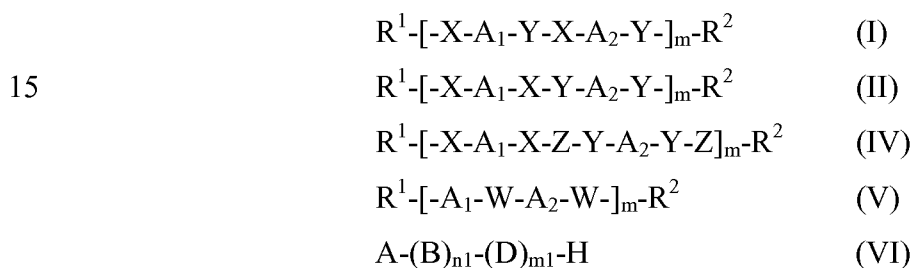 R¹-[-X-A₁-Y-X-A₂-Y-]ₘ-R² (I)
15 R¹-[-X-A₁-X-Y-A₂-Y-]ₘ-R² (II)
R¹-[-X-A₁-X-Z-Y-A₂-Y-Z]ₘ-R² (IV)
R¹-[-A₁-W-A₂-W-]ₘ-R² (V)
A-(B)ₙ₁-(D)ₘ₁-H (VI)